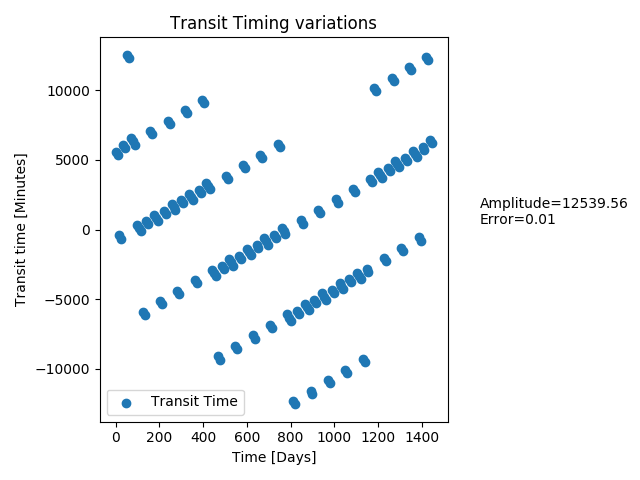 Transit Timing variations
Transit time [Minutes]
10000
5000
0
−5000
−10000
Amplitude=12539.56
Error=0.01
Transit Time
0 200 400 600 800 1000 1200 1400
Time [Days]